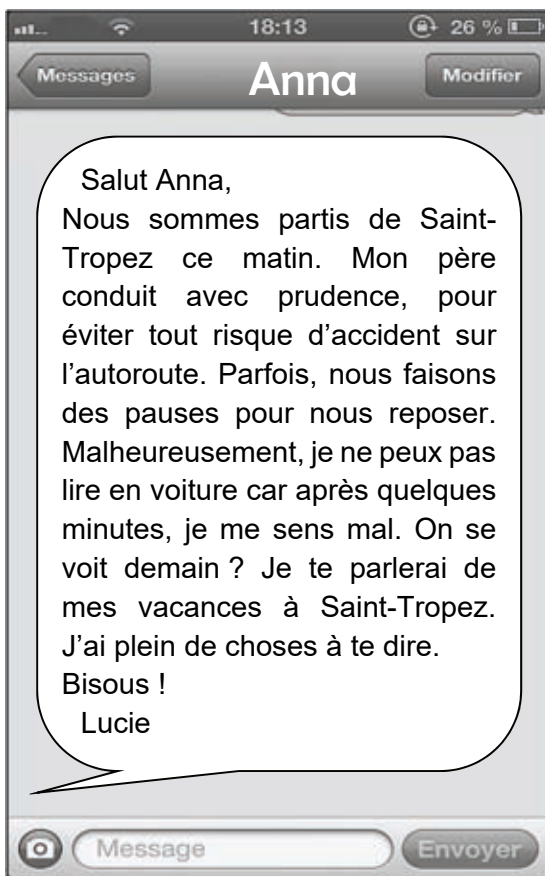 18:13
26 %
Messages
Anna
Modifier
Salut Anna,
Nous sommes partis de Saint-
Tropez ce matin. Mon père
conduit avec prudence, pour
éviter tout risque d’accident sur
l’autoroute. Parfois, nous faisons
des pauses pour nous reposer.
Malheureusement, je ne peux pas
lire en voiture car après quelques
minutes, je me sens mal. On se
voit demain ? Je te parlerai de
mes vacances à Saint-Tropez.
J’ai plein de choses à te dire.
Bisous !
Lucie
Message
Envoyer